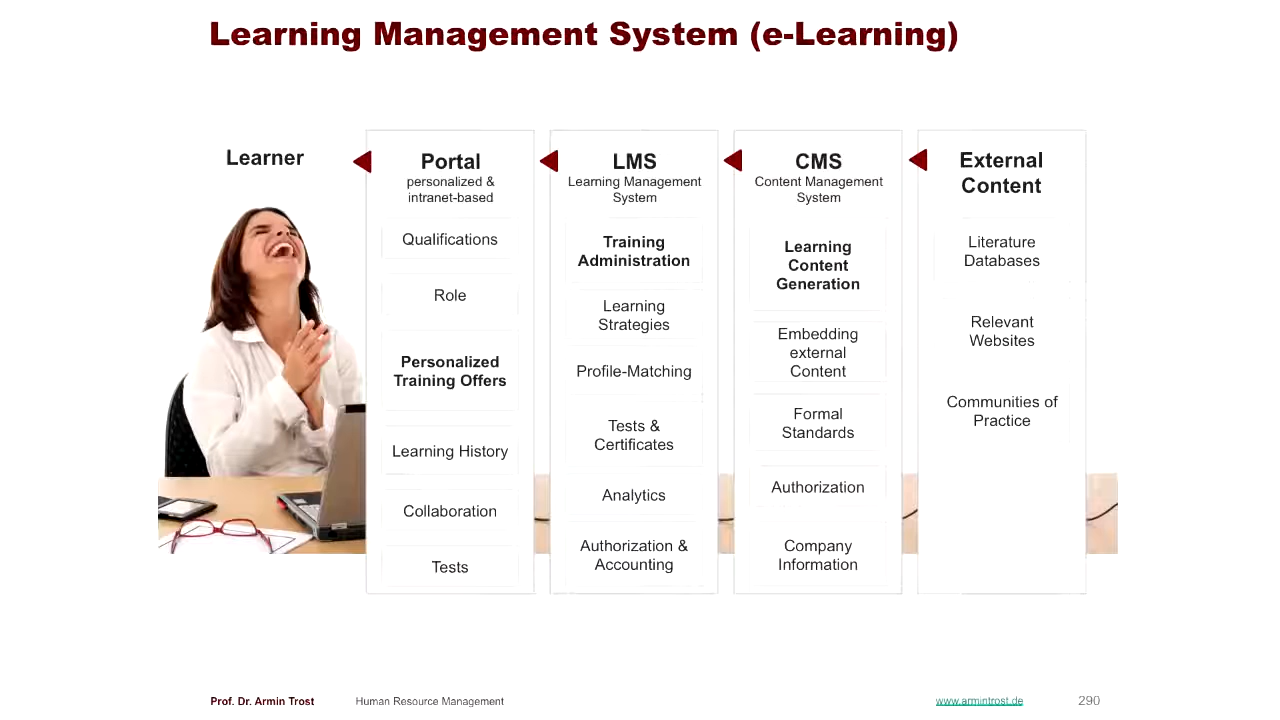 Learning Management System (e-Learning)
Learner
Portal
personalized &
intranet-based
Qualifications
Role
Personalized
Training Offers
Learning History
Collaboration
Tests
LMS
Learning Management
System
Training
Administration
Learning
Strategies
Profile-Matching
Tests &
Certificates
Analytics
Authorization &
Accounting
CMS
Content Management
System
Learning
Content
Generation
Embedding
external
Content
Formal
Standards
Authorization
Company
Information
External
Content
Literature
Databases
Relevant
Websites
Communities of
Practice
Prof. Dr. Armin Trost
Human Resource Management
www.armintrost.de
290